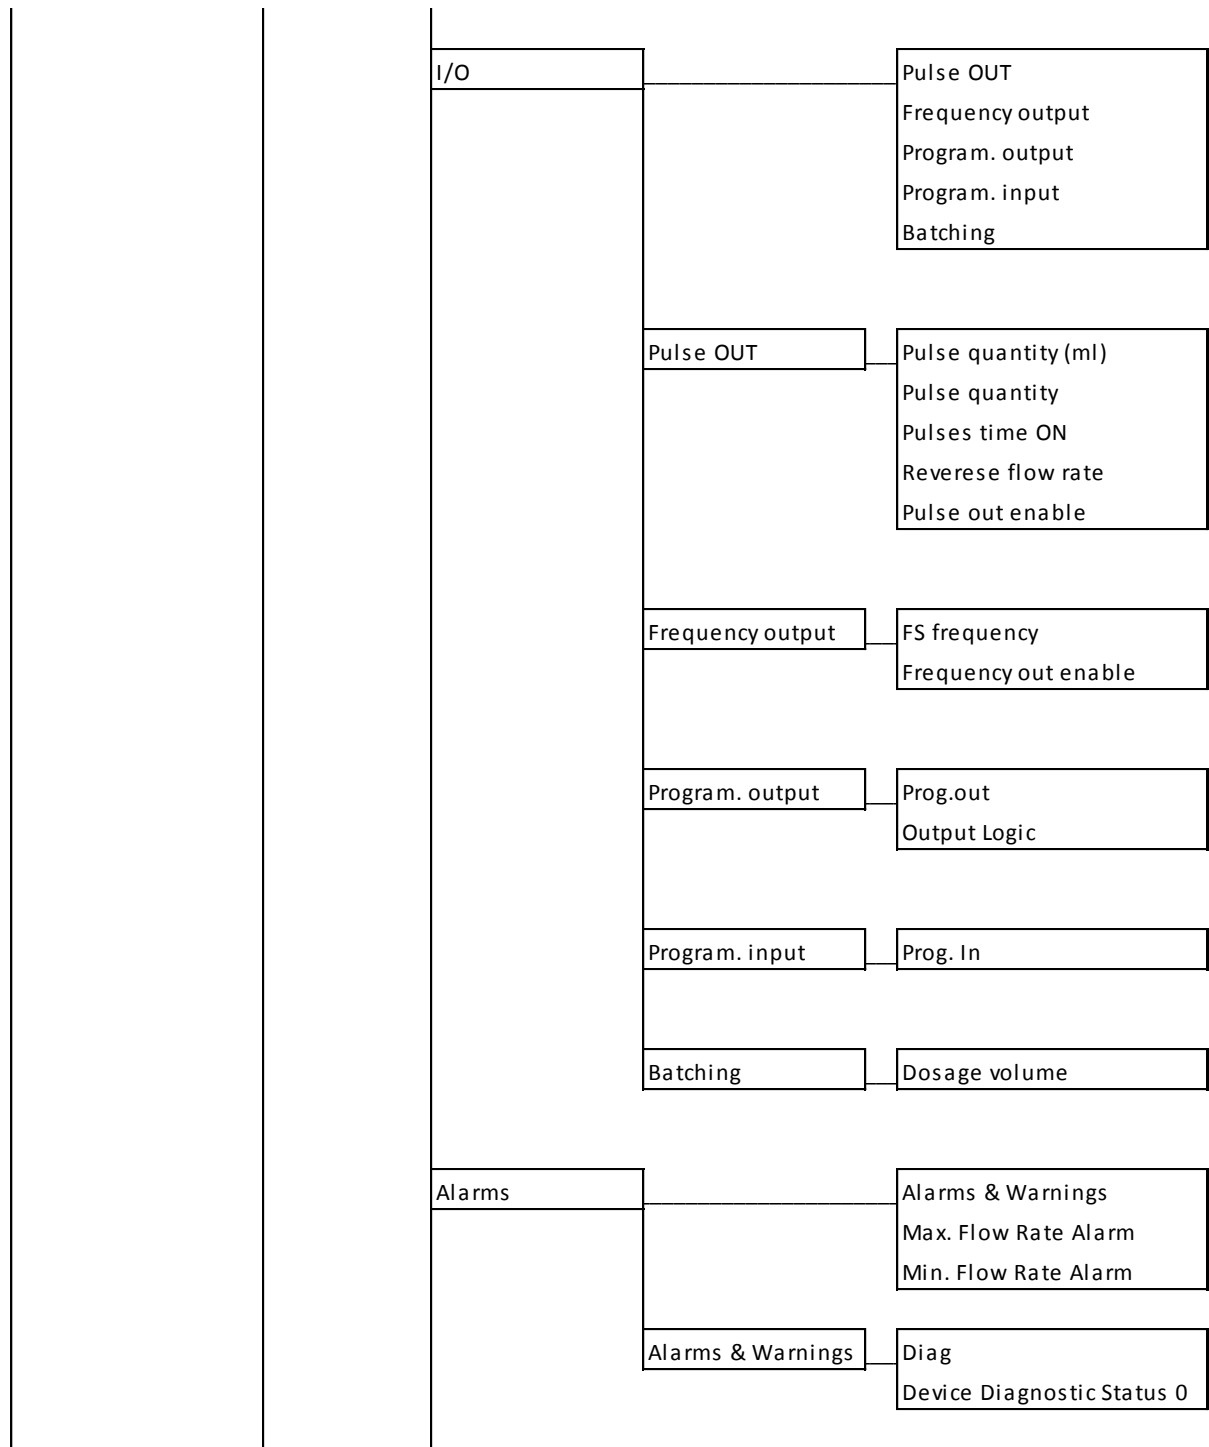 I/O
Pulse OUT
Frequency output
Program. output
Program. input
Batching
Pulse OUT
Pulse quantity (ml)
Pulse quantity
Pulses time ON
Reverese flow rate
Pulse out enable
Frequency output
FS frequency
Frequency out enable
Program. output
Prog.out
Output Logic
Program. input
Prog. In
Batching
Dosage volume
Alarms
Alarms & Warnings
Max. Flow Rate Alarm
Min. Flow Rate Alarm
Alarms & Warnings
Diag
Device Diagnostic Status 0